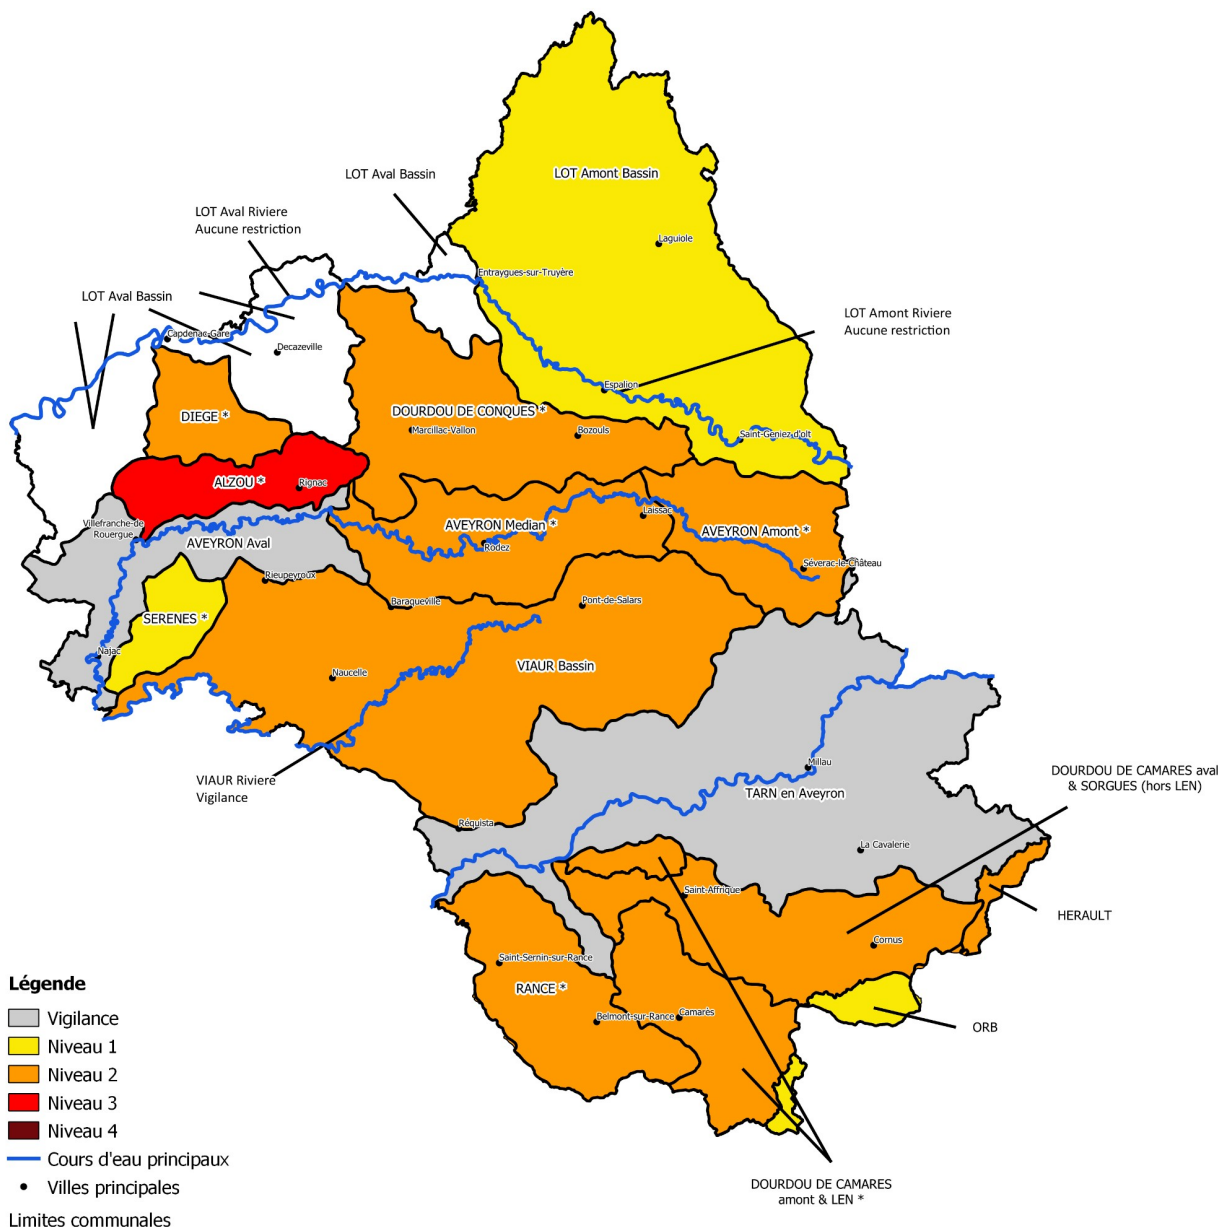 LOT Amont Bassin
LOT Aval Bassin
LOT Aval Riviere
Aucune restriction
Laguiole
Entraygues-sur-Truyère
LOT Aval Bassin
LOT Amont Riviere
Aucune restriction
Capdenac-Gare
Decazeville
Espalion
DIEGE *
DOURDOU DE CONQUES *
Marcillac-Vallon
Bozouls
Saint-Geniez d'olt
ALZOU *
Rignac
Villefranche-de
Rouergue
AVEYRON Aval
AVEYRON Median *
Laissac
AVEYRON Amont *
Rodez
Séverac-le-Château
Rieupeyroux
SERENES *
Baraqueville
Pont-de-Salars
Najac
Naucelle
VIAUR Bassin
VIAUR Riviere
Vigilance
Millau
TARN en Aveyron
DOURDOU DE CAMARES aval
& SORGUES (hors LEN)
Réquista
La Cavalerie
Saint-Affrique
HERAULT
Cornus
Saint-Sernin-sur-Rance
RANCE *
Belmont-sur-Rance
Camarès
ORB
DOURDOU DE CAMARES
amont & LEN *
Légende
Vigilance
Niveau 1
Niveau 2
Niveau 3
Niveau 4
Cours d'eau principaux
Villes principales
Limites communales